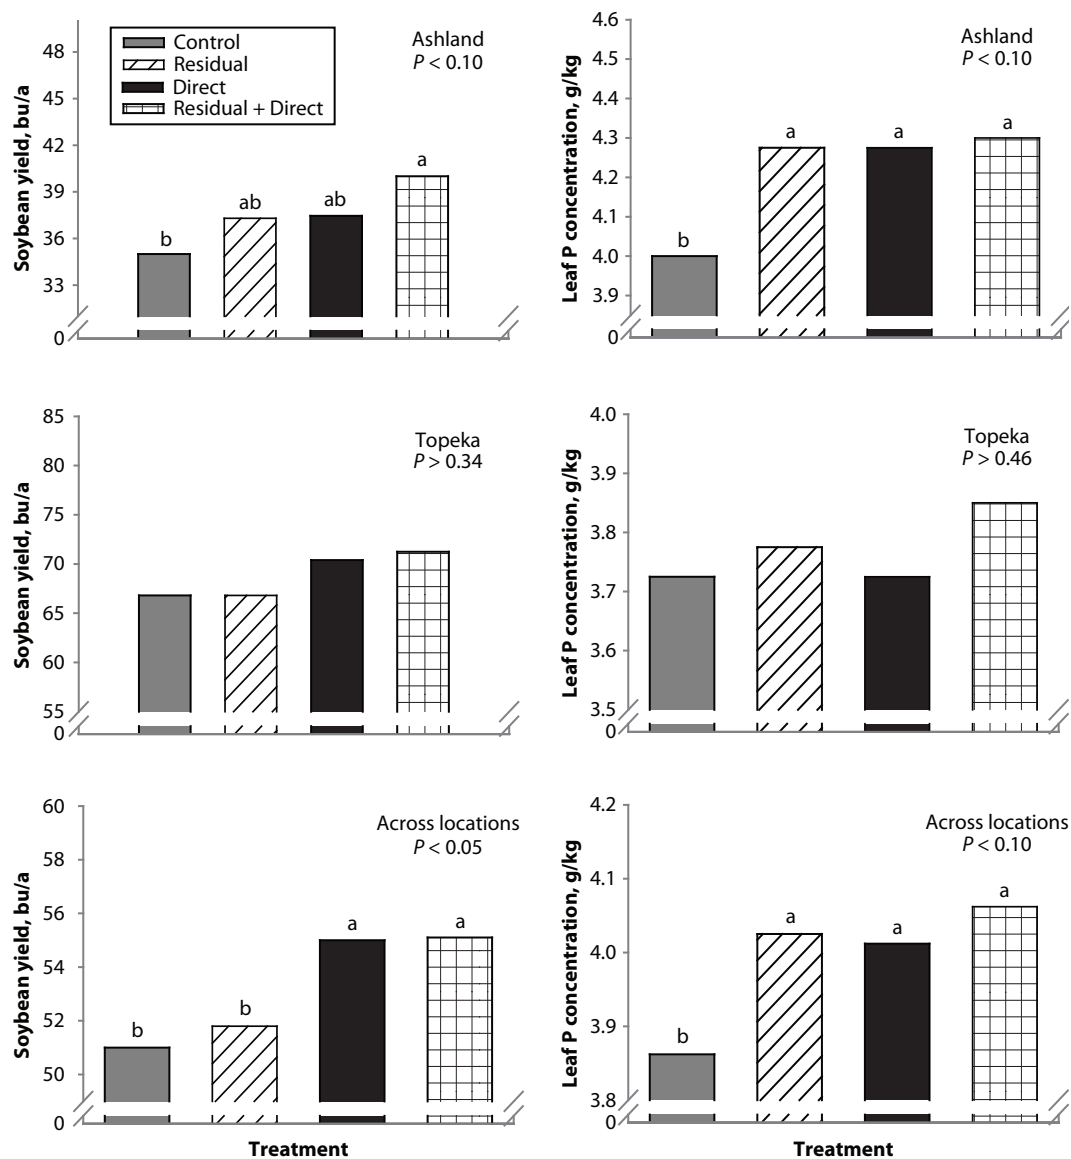 Soybean yield, bu/a
48
45
42
39
36
33
0
Control
Residual
Direct
Residual + Direct
Ashland
P < 0.10
b
ab
ab
a
Leaf P concentration, g/kg
4.6
4.5
4.4
4.3
4.2
4.1
4.0
3.9
0
Ashland
P < 0.10
b
a
a
a
Soybean yield, bu/a
85
80
75
70
65
60
55
0
Topeka
P > 0.34
Leaf P concentration, g/kg
4.0
3.9
3.8
3.7
3.6
3.5
0
Topeka
P > 0.46
Soybean yield, bu/a
60
58
56
55
52
50
0
Across locations
P < 0.05
b
b
a
a
Treatment
Leaf P concentration, g/kg
4.2
4.1
4.0
3.9
3.8
0
Across locations
P < 0.10
b
a
a
a
Treatment